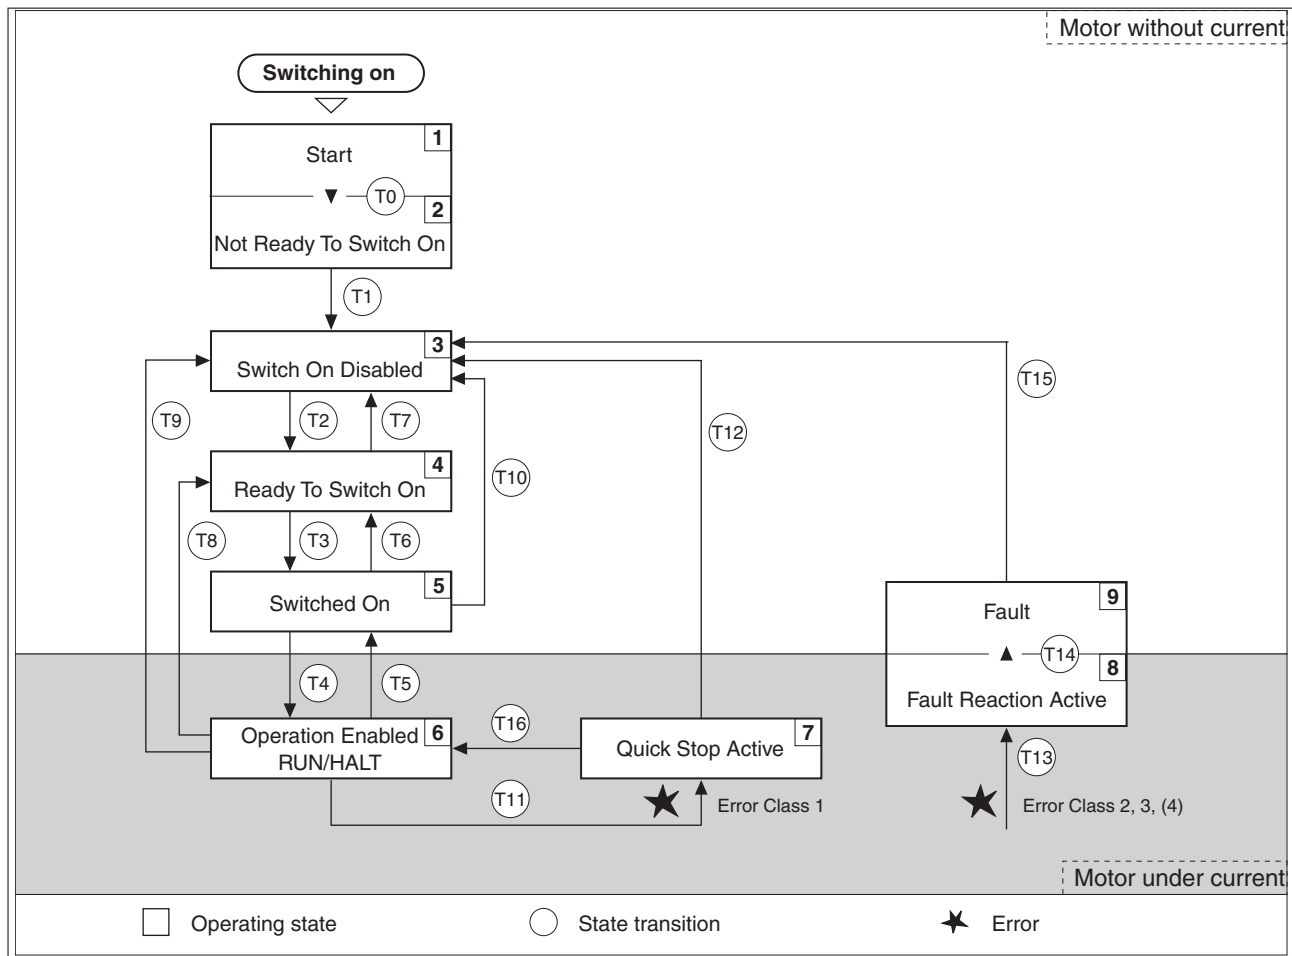 Motor without current
Switching on
1
Start
T0
2
Not Ready To Switch On
T1
3
Switch On Disabled
T15
T9
T2
T7
T12
4
Ready To Switch On
T10
T8
T3
T6
5
Switched On
9
Fault
T14
8
Fault Reaction Active
T4
T5
Operation Enabled
RUN/HALT
6
T16
7
Quick Stop Active
T13
T11
Error Class 1
Error Class 2, 3, (4)
Motor under current
Operating state
State transition
Error